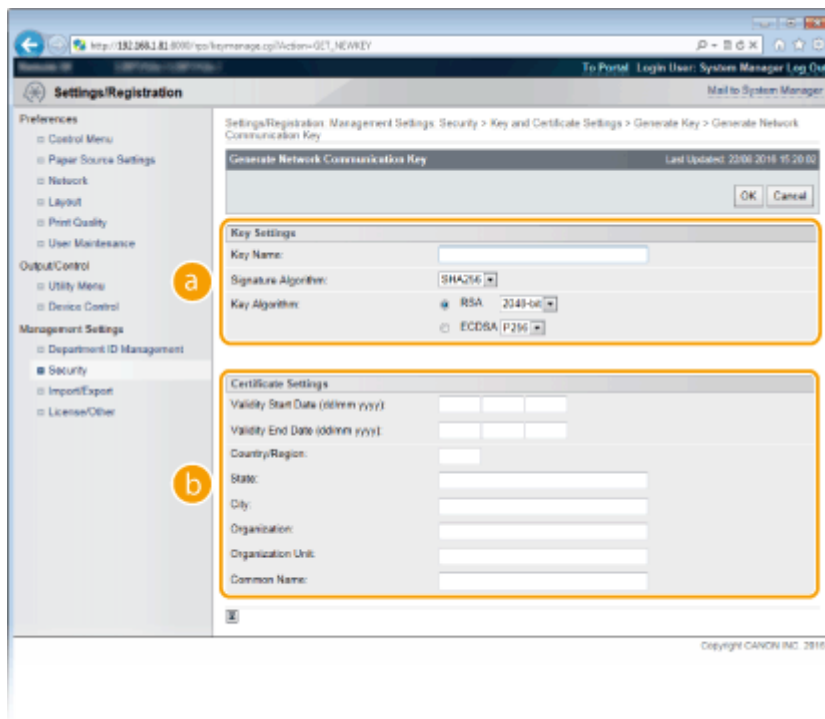 http://192.168.1.81:8000/rps/keymanage.cgi?Action=GET_NEWKEY
To Portal Login User: System Manager Log Ou
Settings/Registration
Mail to System Manager
Preferences
Control Menu
Paper Source Settings
Network
Layout
Print Quality
User Maintenance
Output/Control
Utility Menu
Device Control
Management Settings
Department ID Management
Security
Import/Export
License/Other
Settings/Registration: Management Settings: Security > Key and Certificate Settings > Generate Key > Generate Network
Communication Key
Generate Network Communication Key
Last Updated: 22/06 2016 15:20:02
OK Cancel
a
Key Settings
Key Name:
Signature Algorithm: SHA256
Key Algorithm: RSA 2048-bit
ECDSA P256
b
Certificate Settings
Validity Start Date (dd/mm yyyy):
Validity End Date (dd/mm yyyy):
Country/Region:
State:
City:
Organization:
Organization Unit:
Common Name:
Copyright CANON INC. 2016